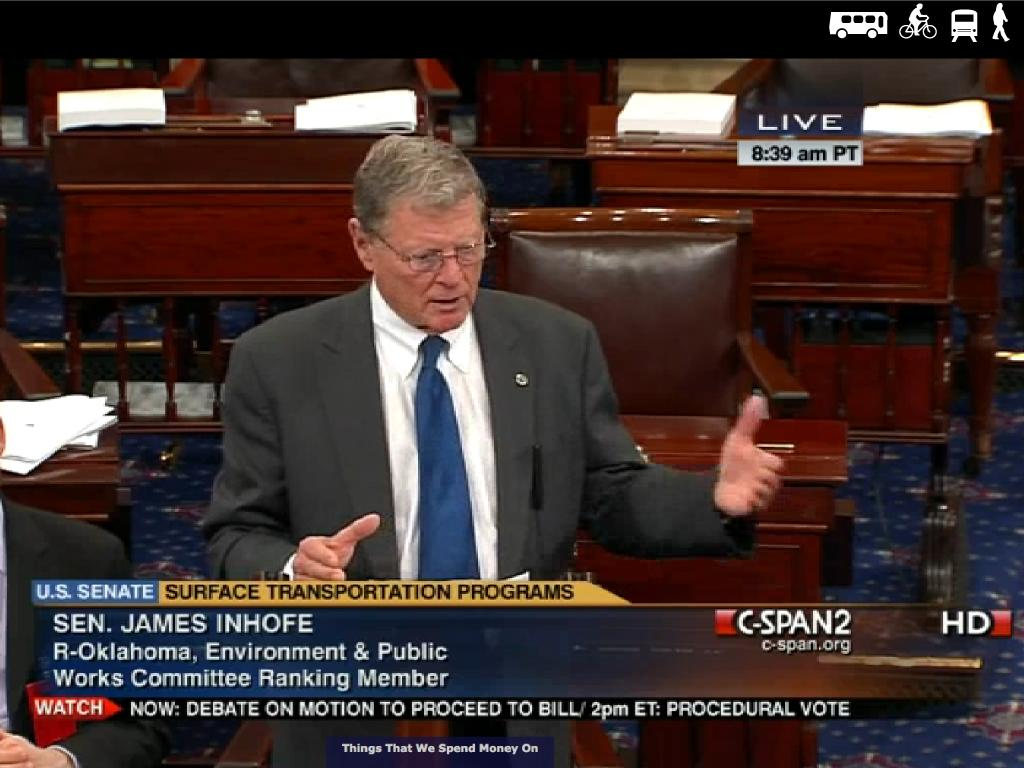 LIVE
8:39 am PT
U.S. SENATE SURFACE TRANSPORTATION PROGRAMS
SEN. JAMES INHOFE
R-Oklahoma, Environment & Public
Works Committee Ranking Member
C-SPAN2
c-span.org
HD
WATCH NOW: DEBATE ON MOTION TO PROCEED TO BILL/ 2pm ET: PROCEDURAL VOTE
Things That We Spend Money On